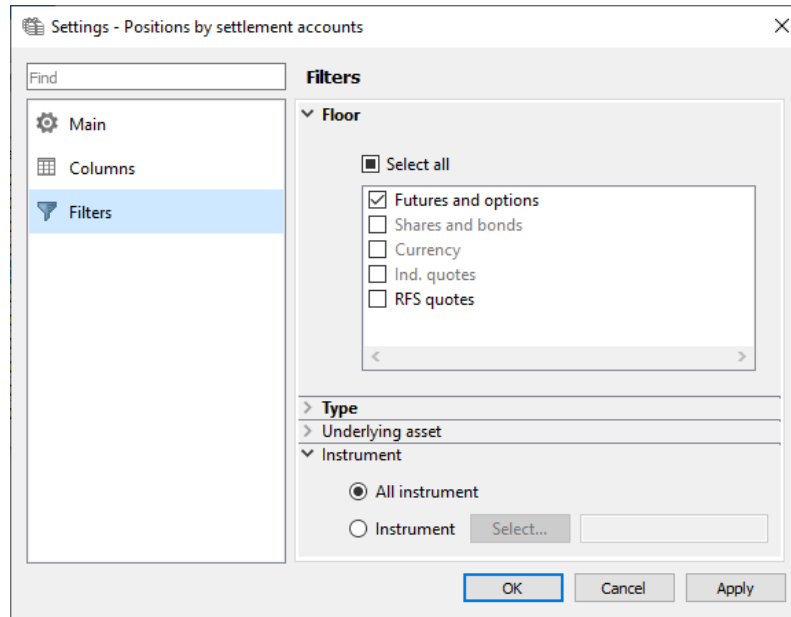 Settings - Positions by settlement accounts
Find
Main
Columns
Filters
Filters
Floor
Select all
Futures and options
Shares and bonds
Currency
Ind. quotes
RFS quotes
Type
Underlying asset
Instrument
All instrument
Instrument Select...
OK Cancel Apply